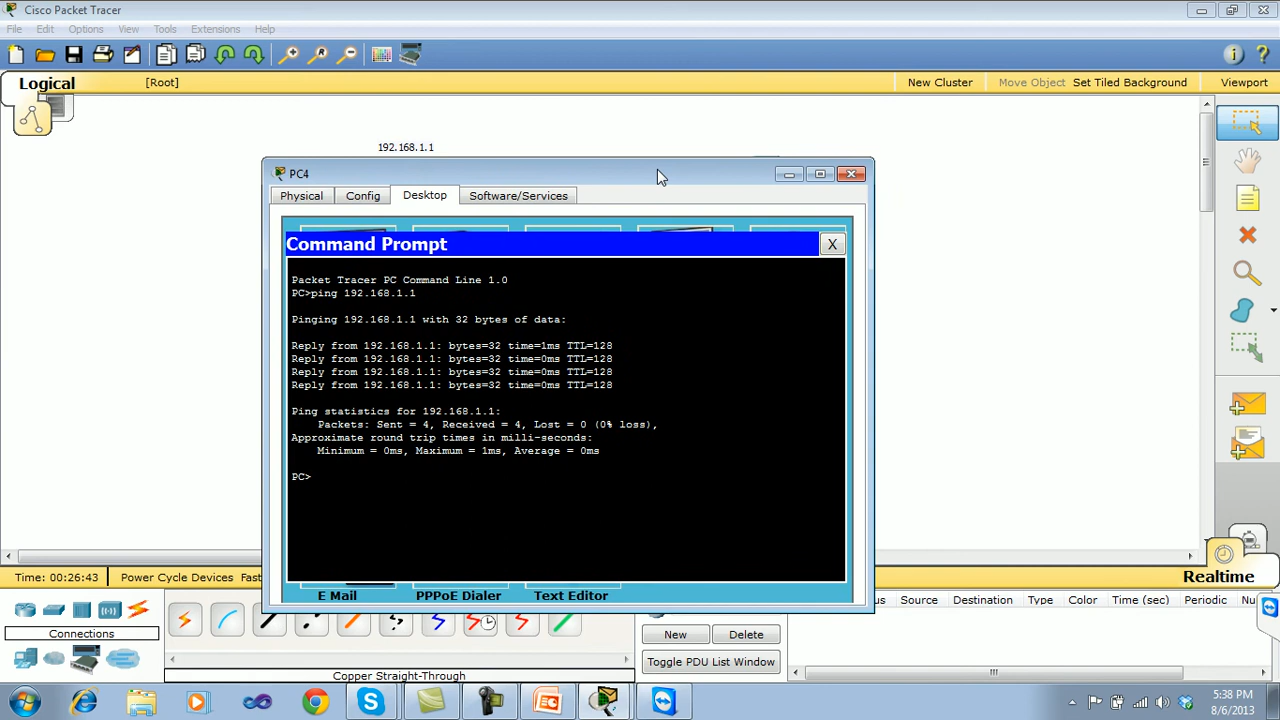 Cisco Packet Tracer
File Edit Options View Tools Extensions Help
Logical [Root] New Cluster Move Object Set Tiled Background Viewport
192.168.1.1
PC4
Physical Config Desktop Software/Services
Command Prompt X
Packet Tracer PC Command Line 1.0
PC>ping 192.168.1.1
Pinging 192.168.1.1 with 32 bytes of data:
Reply from 192.168.1.1: bytes=32 time=1ms TTL=128
Reply from 192.168.1.1: bytes=32 time=0ms TTL=128
Reply from 192.168.1.1: bytes=32 time=0ms TTL=128
Reply from 192.168.1.1: bytes=32 time=0ms TTL=128
Ping statistics for 192.168.1.1:
Packets: Sent = 4, Received = 4, Lost = 0 (0% loss),
Approximate round trip times in milli-seconds:
Minimum = 0ms, Maximum = 1ms, Average = 0ms
PC>
E Mail PPPoE Dialer Text Editor
Time: 00:26:43 Power Cycle Devices Fast
Realtime
Source Destination Type Color Time (sec) Periodic Nu
Connections
New Delete
Toggle PDU List Window
Copper Straight-Through
5:38 PM
8/6/2013